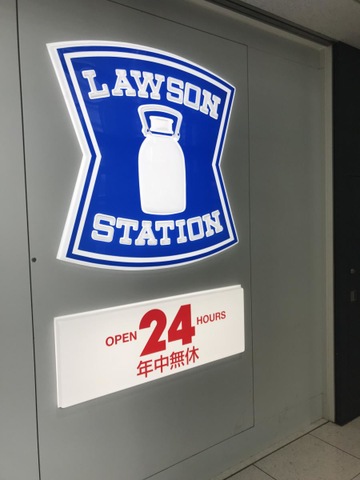 LAWSON
STATION
OPEN 24 HOURS
年中無休